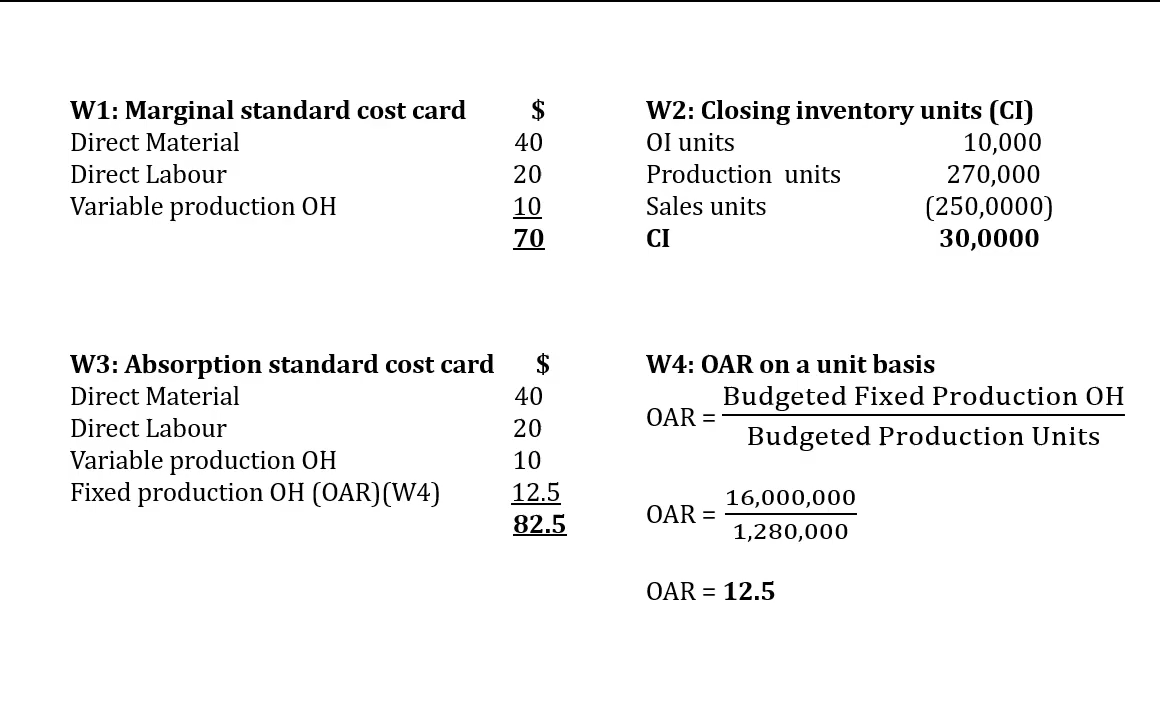 W1: Marginal standard cost card $
Direct Material 40
Direct Labour 20
Variable production OH 10
70
W2: Closing inventory units (CI)
OI units 10,000
Production units 270,000
Sales units (250,0000)
CI 30,0000
W3: Absorption standard cost card $
Direct Material 40
Direct Labour 20
Variable production OH 10
Fixed production OH (OAR)(W4) 12.5
82.5
W4: OAR on a unit basis
OAR = Budgeted Fixed Production OH
Budgeted Production Units
OAR = 16,000,000
1,280,000
OAR = 12.5